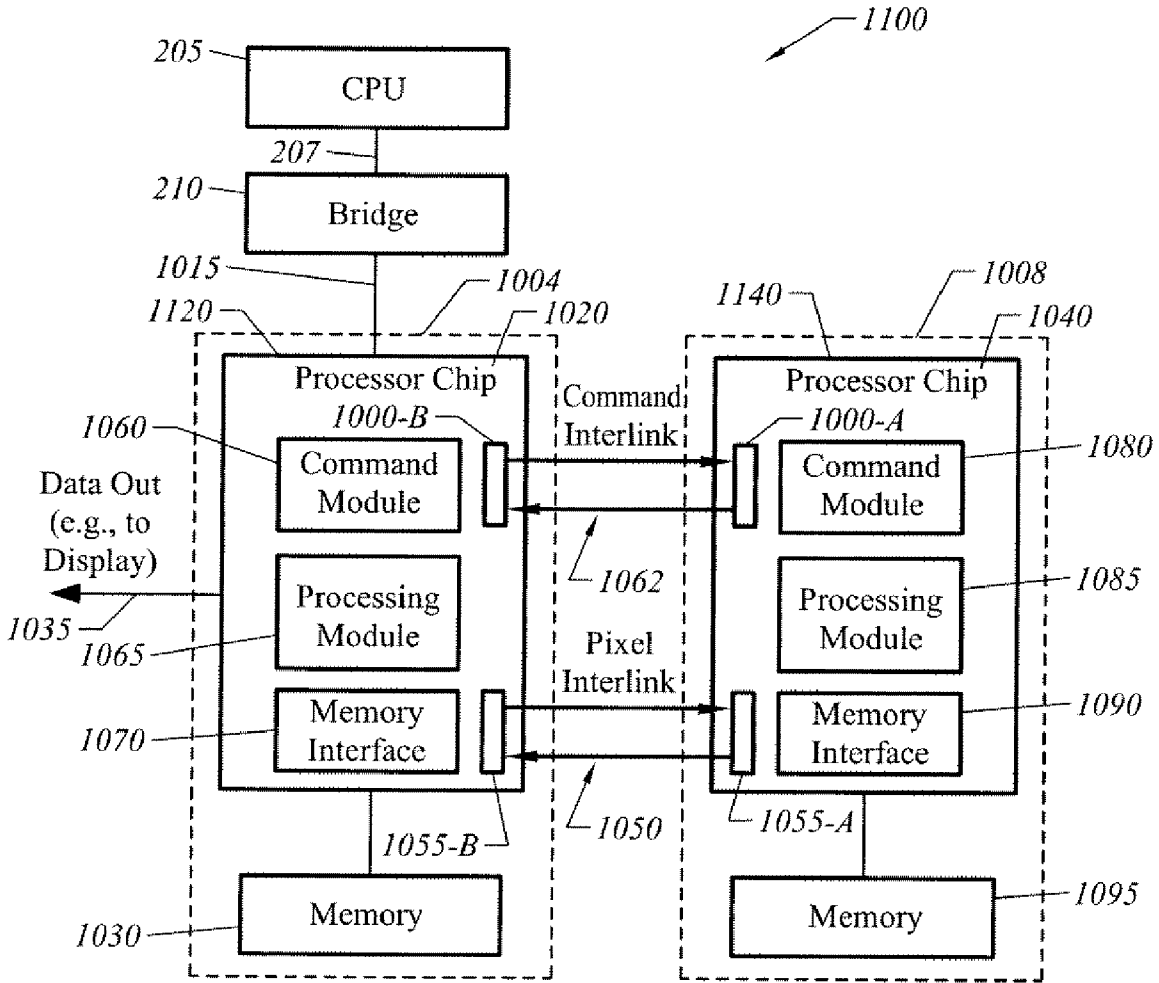 1100
205
CPU
207
210
Bridge
1015
1004
1008
1120
1020
1140
1040
Processor Chip
Processor Chip
1060
1000-B
Command
Interlink
1000-A
1080
Command
Module
Command
Module
Data Out
(e.g., to
Display)
1062
1035
Processing
Module
1065
Processing
Module
1085
Pixel
Interlink
1070
Memory
Interface
Memory
Interface
1090
1055-B
1050
1055-A
1030
Memory
Memory
1095